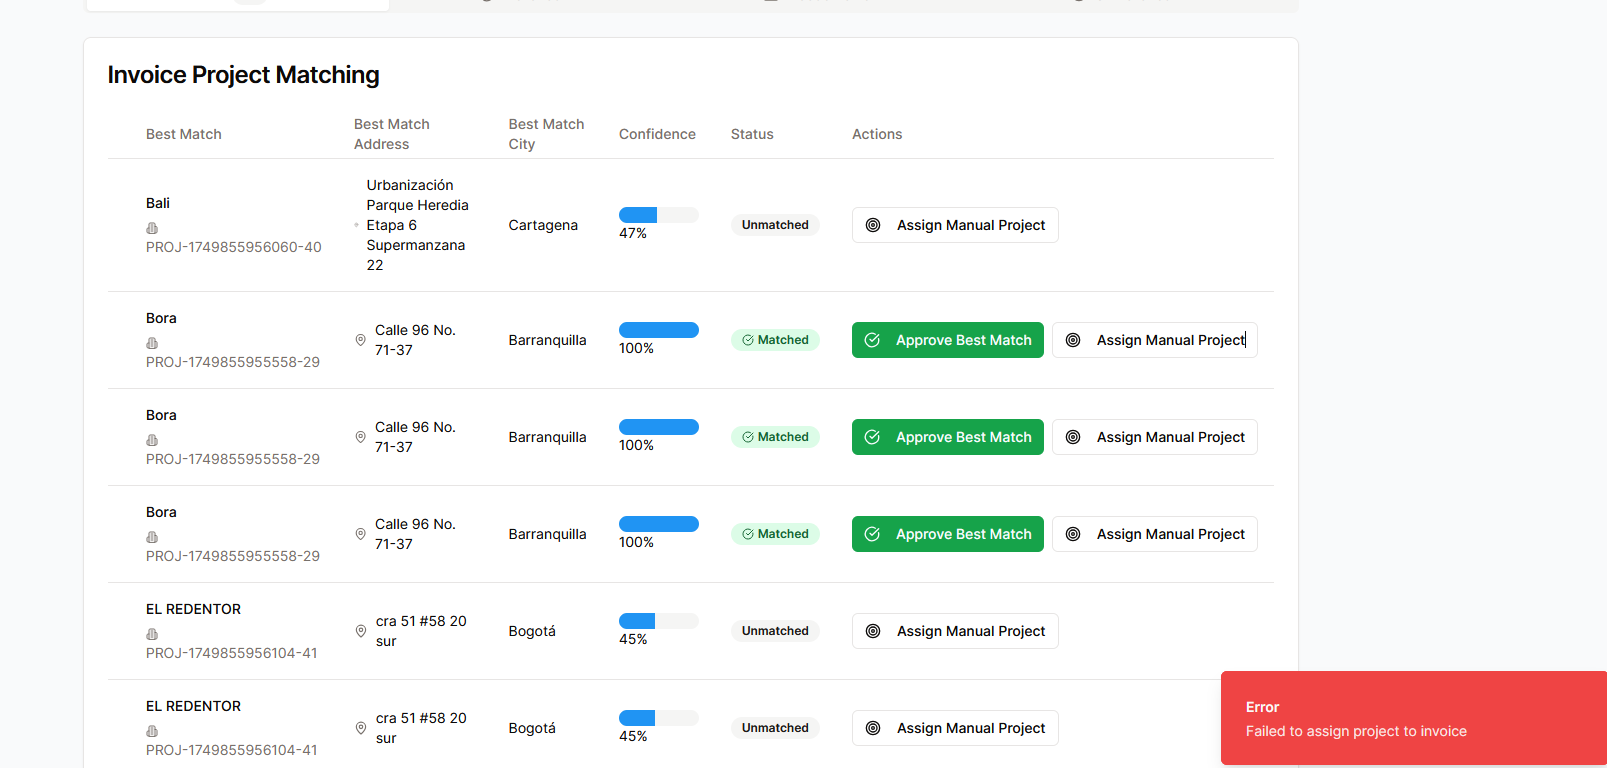 Invoice Project Matching
Best Match
Best Match
Address
Best Match
City
Confidence
Status
Actions
Bali
PROJ-1749855956060-40
Urbanización
Parque Heredia
Etapa 6
Supermanzana
22
Cartagena
47%
Unmatched
Assign Manual Project
Bora
PROJ-1749855955558-29
Calle 96 No.
71-37
Barranquilla
100%
Matched
Approve Best Match
Assign Manual Project
Bora
PROJ-1749855955558-29
Calle 96 No.
71-37
Barranquilla
100%
Matched
Approve Best Match
Assign Manual Project
Bora
PROJ-1749855955558-29
Calle 96 No.
71-37
Barranquilla
100%
Matched
Approve Best Match
Assign Manual Project
EL REDENTOR
PROJ-1749855956104-41
cra 51 #58 20
sur
Bogotá
45%
Unmatched
Assign Manual Project
EL REDENTOR
PROJ-1749855956104-41
cra 51 #58 20
sur
Bogotá
45%
Unmatched
Assign Manual Project
Error
Failed to assign project to invoice